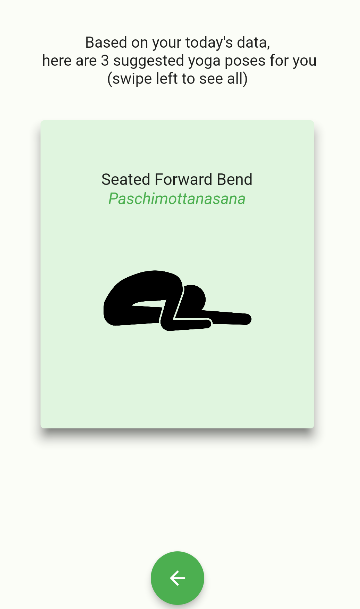 Based on your today's data,
here are 3 suggested yoga poses for you
(swipe left to see all)
Seated Forward Bend
Paschimottanasana